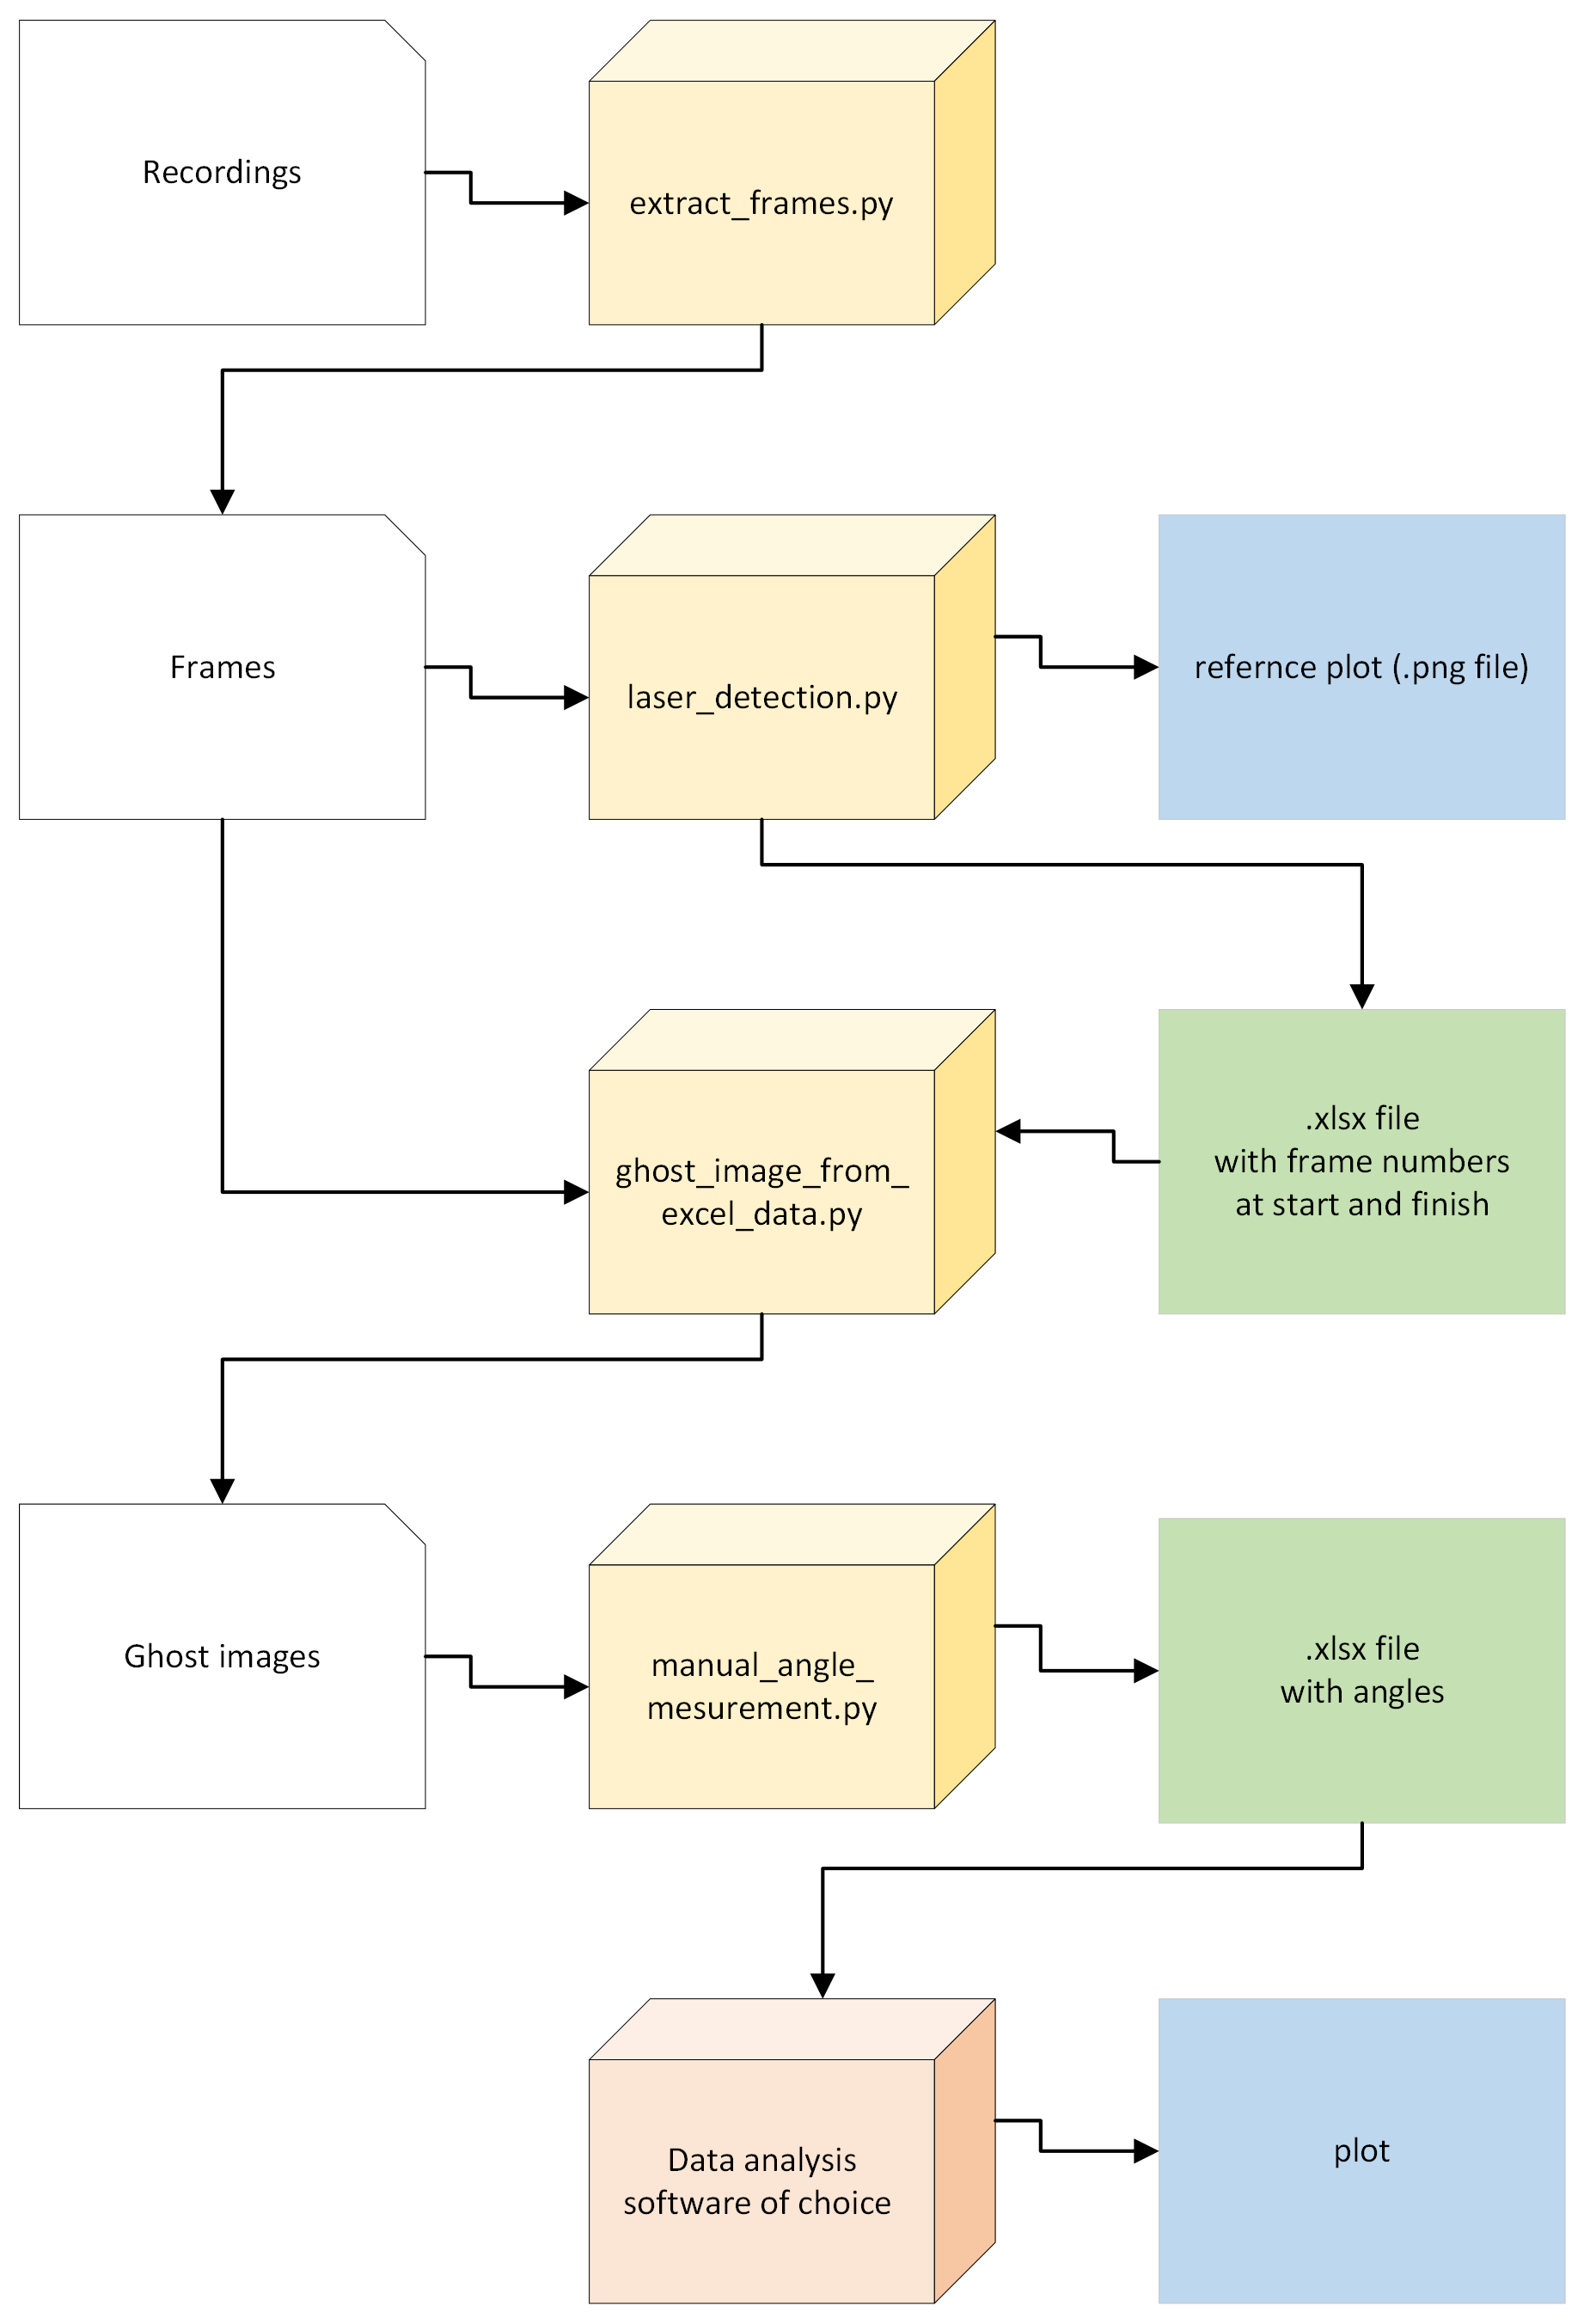 Recordings
extract_frames.py
Frames
laser_detection.py
refernce plot (.png file)
ghost_image_from_
excel_data.py
.xlsx file
with frame numbers
at start and finish
Ghost images
manual_angle_
mesurement.py
.xlsx file
with angles
Data analysis
software of choice
plot